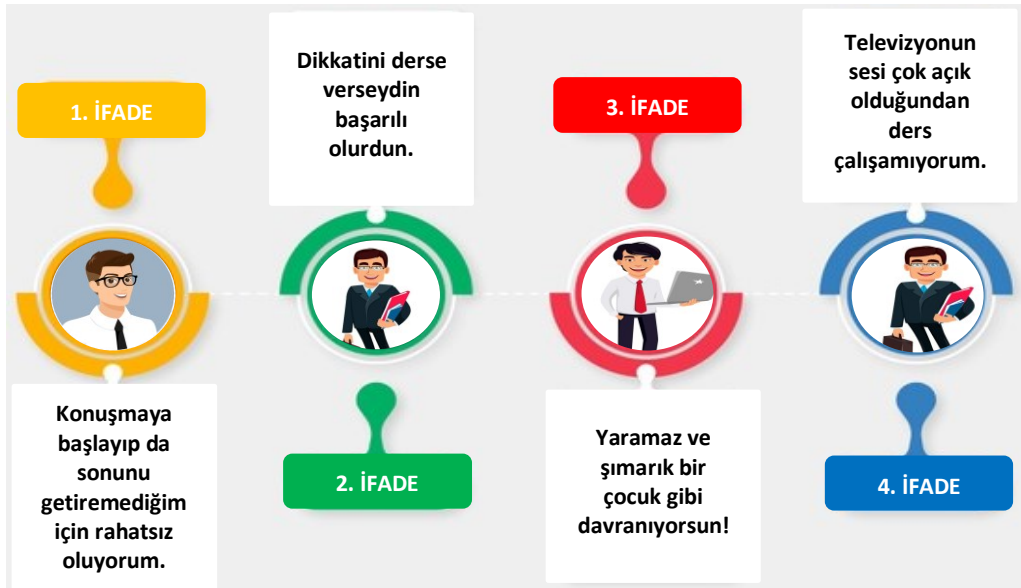 1. İFADE
Konuşmaya
başlayıp da
sonunu
getiremediğim
için rahatsız
oluyorum.
Dikkatini derse
verseydin
başarılı
olurdun.
2. İFADE
3. İFADE
Yaramaz ve
şımarık bir
çocuk gibi
davranıyorsun!
Televizyonun
sesi çok açık
olduğundan
ders
çalışamıyorum.
4. İFADE